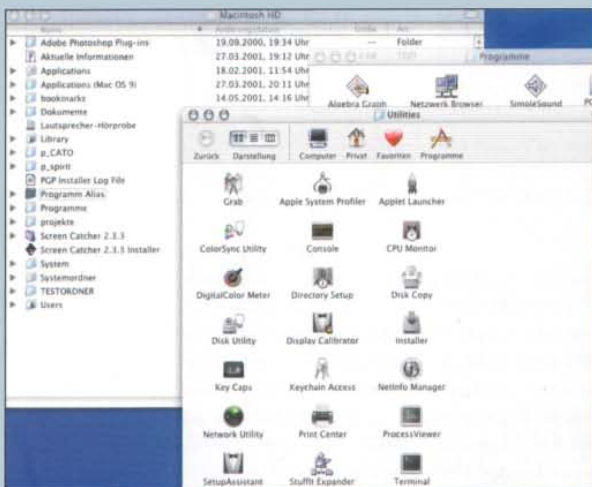 Macintosh HD
Name Änderungsdatum Größe Art
Adobe Photoshop Plug-ins 19.09.2000, 19:34 Uhr -- Folder
Aktuelle Informationen 27.03.2001, 19:12 Uhr
Applications 18.02.2001, 11:54 Uhr
Applications (Mac OS 9) 27.03.2001, 20:11 Uhr
bookmarks 14.05.2001, 14:16 Uhr
Dokumente
Lautsprecher-Hörprobe
Library
p_CATO
p_spirit
PGP Installer Log File
Programm Alias
Programme
projekte
Screen Catcher 2.3.3
Screen Catcher 2.3.3 Installer
System
Systemordner
TESTORDNER
Users
Programme
Algebra Graph Netzwerk Browser SimpleSound
Utilities
Zurück Darstellung Computer Privat Favoriten Programme
Grab Apple System Profiler Applet Launcher
ColorSync Utility Console CPU Monitor
DigitalColor Meter Directory Setup Disk Copy
Disk Utility Display Calibrator Installer
Key Caps Keychain Access NetInfo Manager
Network Utility Print Center ProcessViewer
SetupAssistant StuffIt Expander Terminal